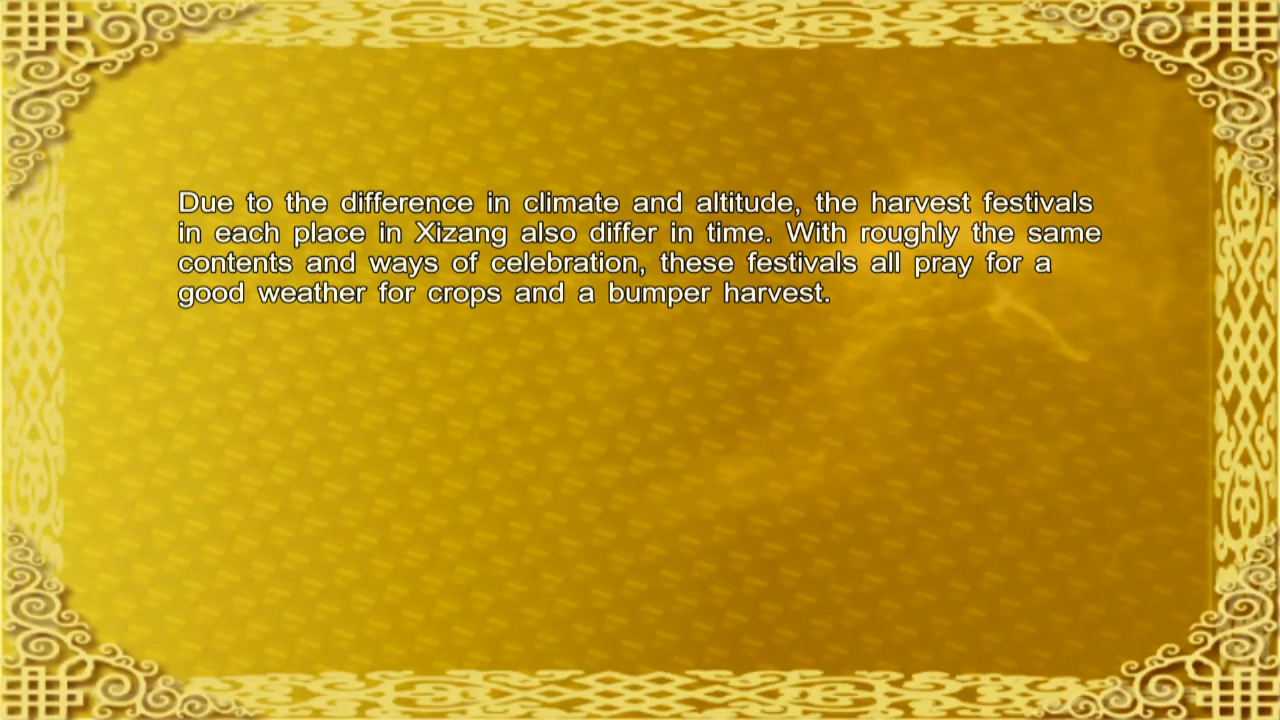 Due to the difference in climate and altitude, the harvest festivals
in each place in Xizang also differ in time. With roughly the same
contents and ways of celebration, these festivals all pray for a
good weather for crops and a bumper harvest.